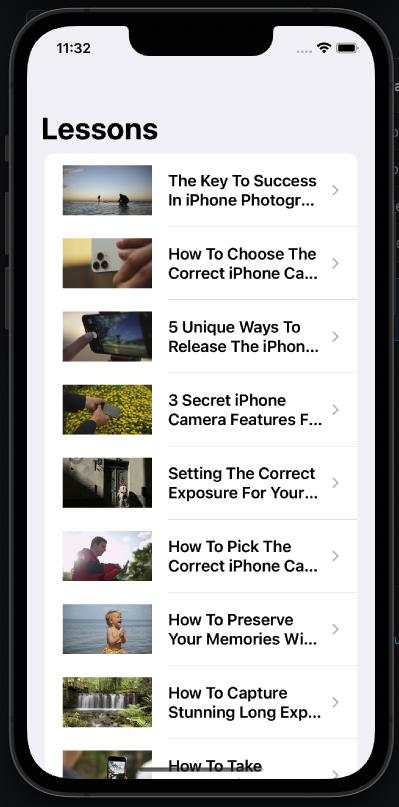 11:32
Lessons
The Key To Success
In iPhone Photogr...
How To Choose The
Correct iPhone Ca...
5 Unique Ways To
Release The iPhon...
3 Secret iPhone
Camera Features F...
Setting The Correct
Exposure For Your...
How To Pick The
Correct iPhone Ca...
How To Preserve
Your Memories Wi...
How To Capture
Stunning Long Exp...
How To Take